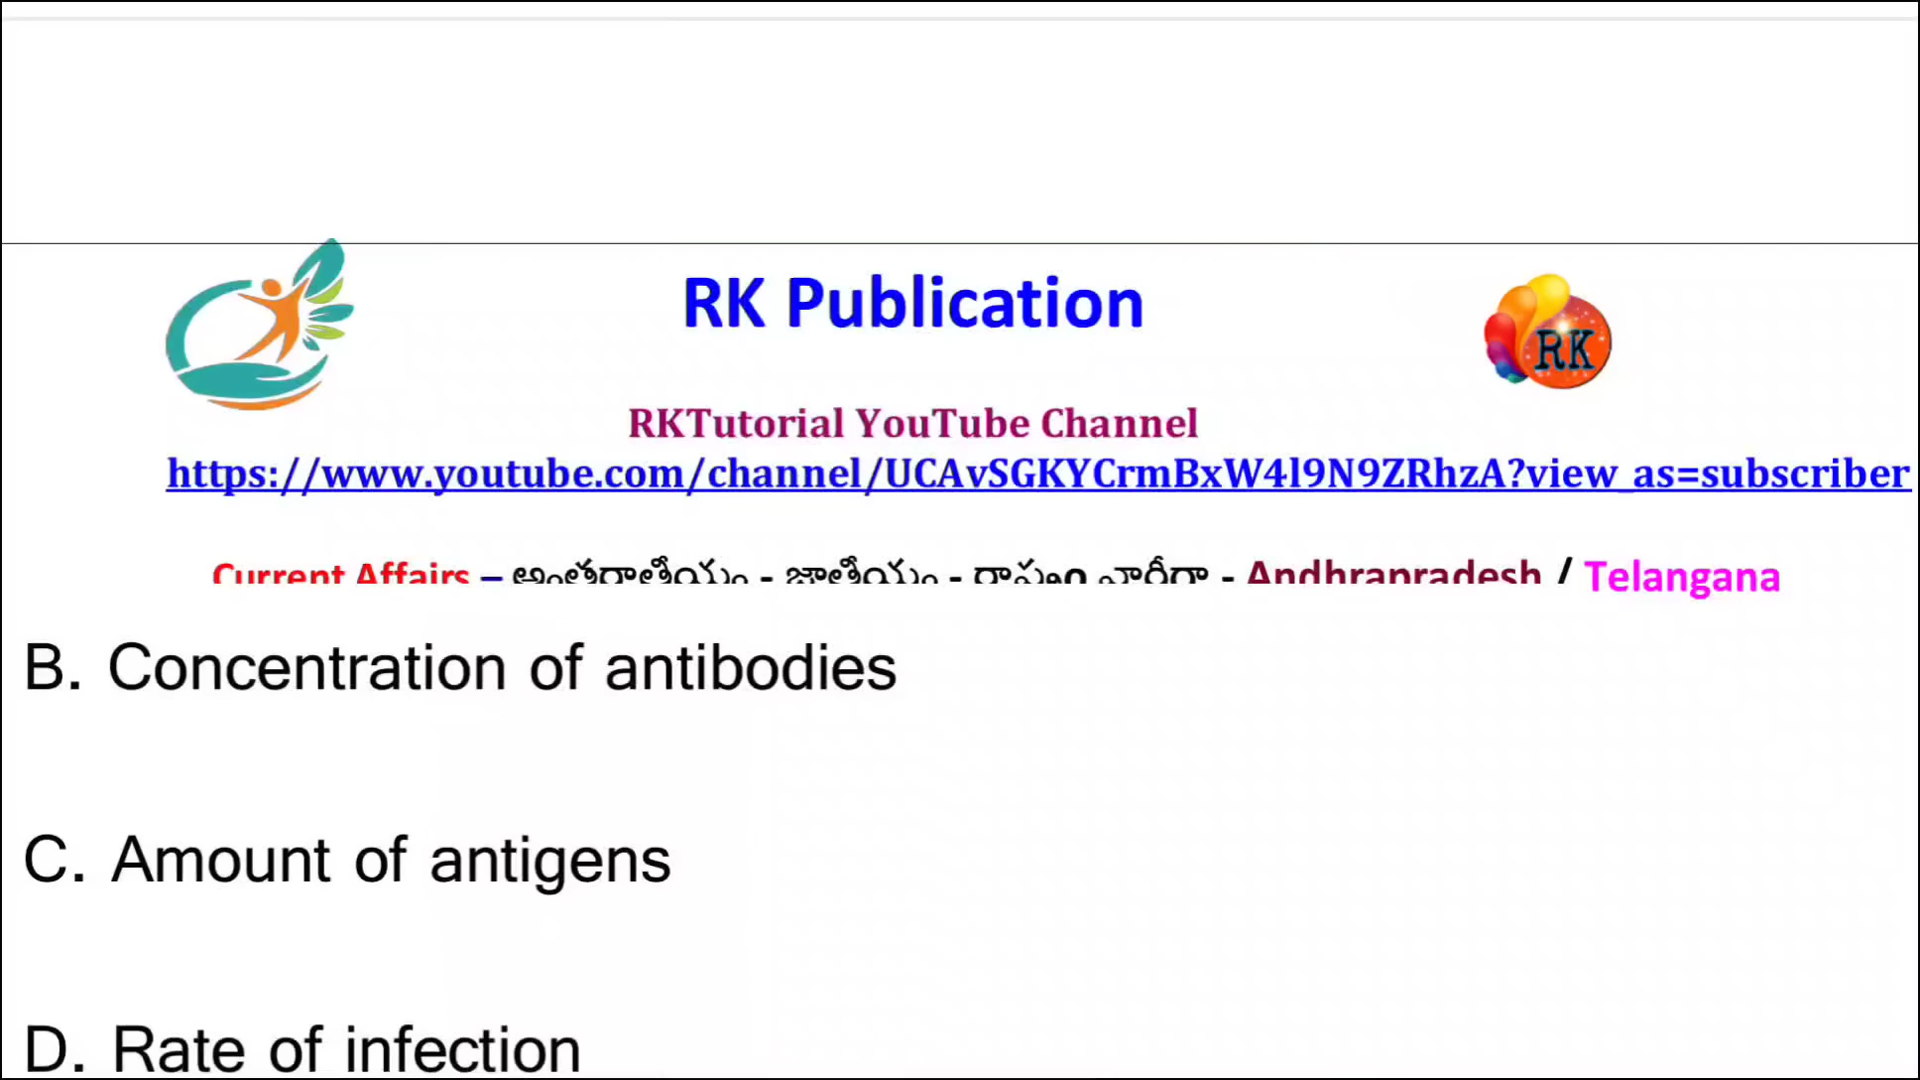 RK Publication
RK
RKTutorial YouTube Channel
https://www.youtube.com/channel/UCAvSGKYCrmBxW4l9N9ZRhzA?view_as=subscriber
Current Affairs – - జాతీయం - - Andhrapradesh / Telangana
B. Concentration of antibodies
C. Amount of antigens
D. Rate of infection